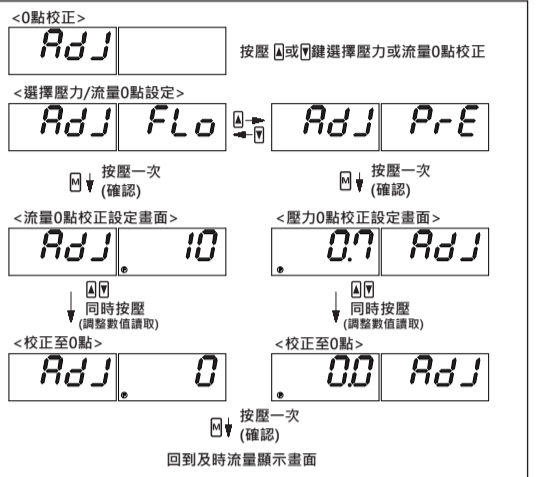 <0點校正>
AdJ
按壓 ▲或▼鍵選擇壓力或流量0點校正
<選擇壓力/流量0點設定>
AdJ FLo ▲ ▼ AdJ PrE
M 按壓一次 M 按壓一次
(確認) (確認)
<流量0點校正設定畫面> <壓力0點校正設定畫面>
AdJ 10 0.7 AdJ
▲▼ ▲▼
同時按壓 同時按壓
(調整數值讀取) (調整數值讀取)
<校正至0點> <校正至0點>
AdJ 0 0.0 AdJ
M 按壓一次
(確認)
回到及時流量顯示畫面